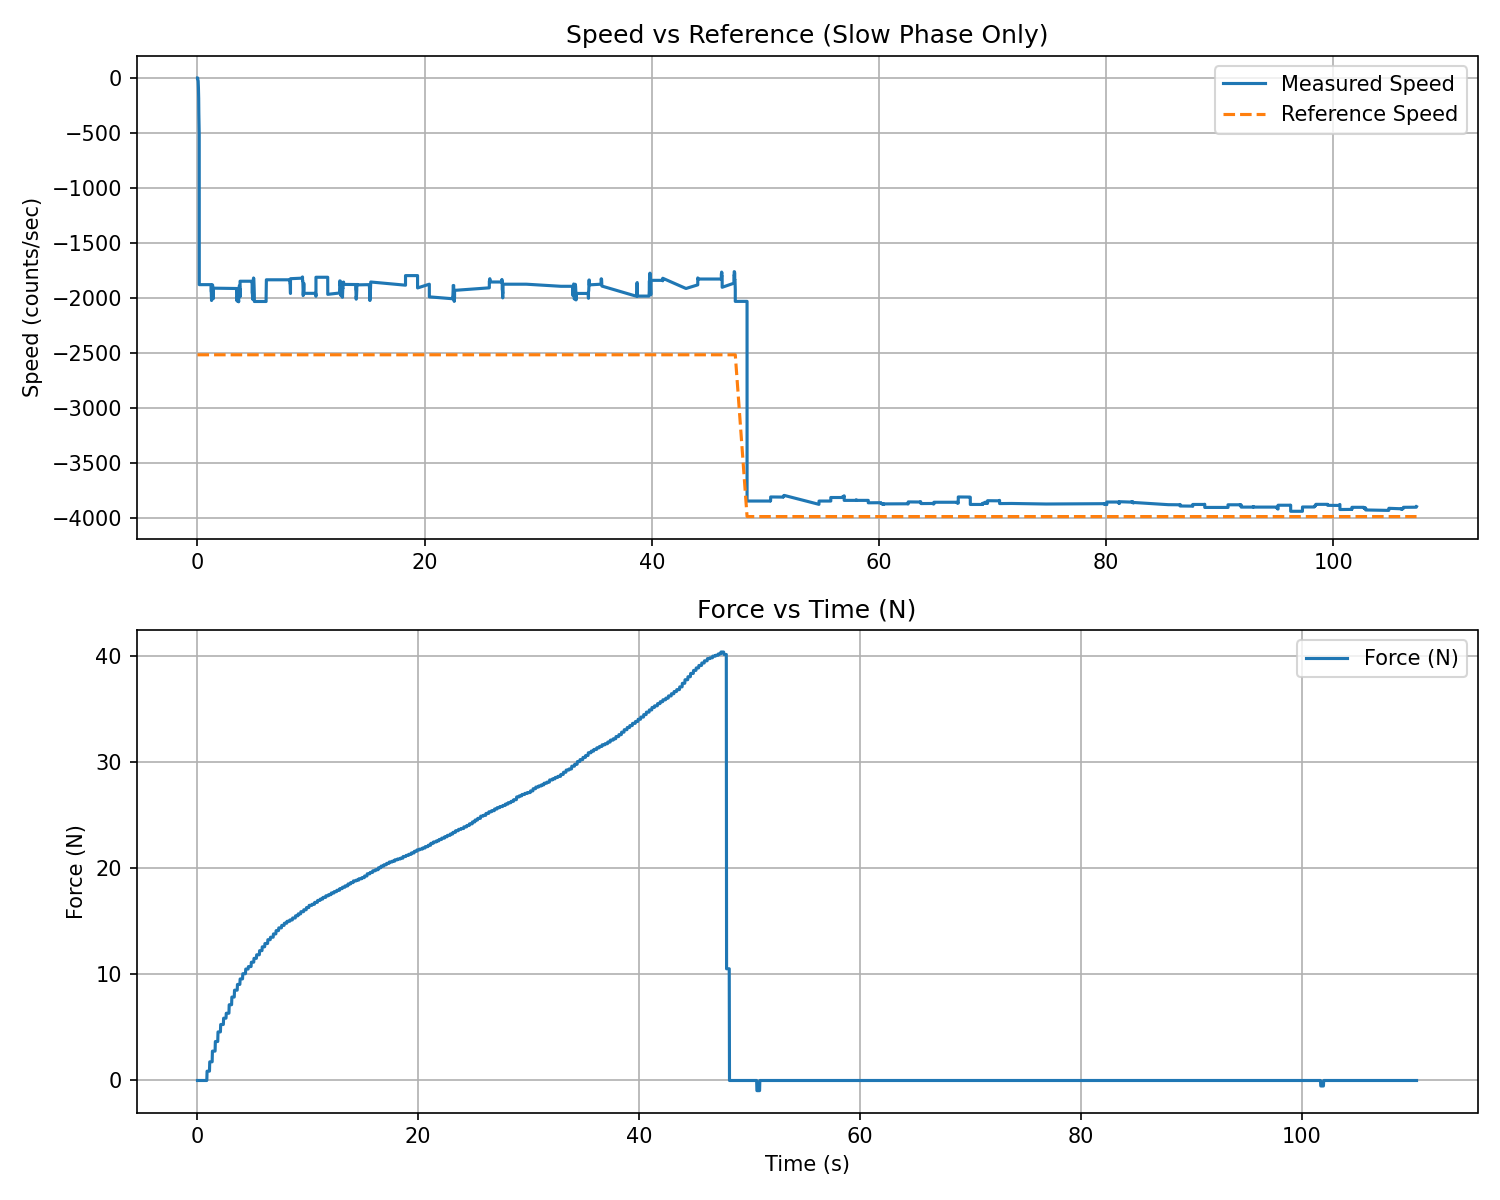 Speed vs Reference (Slow Phase Only)
Speed (counts/sec)
0
−500
−1000
−1500
−2000
−2500
−3000
−3500
−4000
Measured Speed
Reference Speed
0 20 40 60 80 100
Force vs Time (N)
Force (N)
40
30
20
10
0
Force (N)
0 20 40 60 80 100
Time (s)